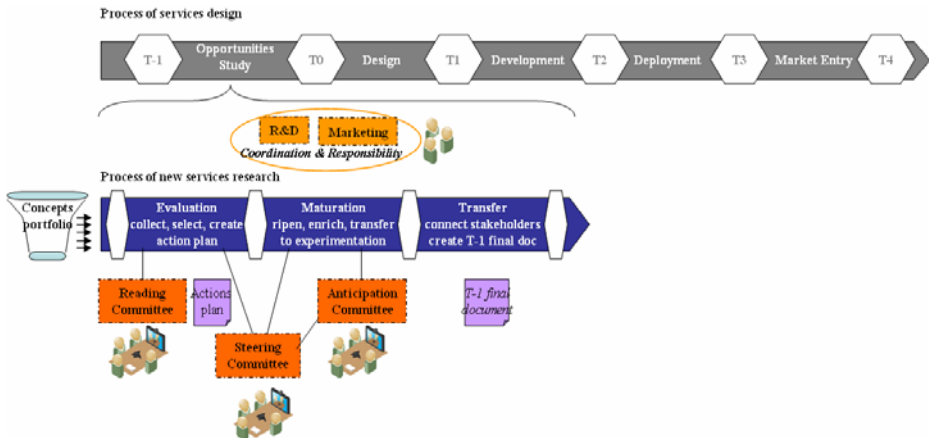 Process of services design
T-1
Opportunities
Study
T0
Design
T1
Development
T2
Deployment
T3
Market Entry
T4
R&D
Marketing
Coordination & Responsibility
Process of new services research
Concepts
portfolio
Evaluation
collect, select, create
action plan
Maturation
ripen, enrich, transfer
to experimentation
Transfer
connect stakeholders
create T-1 final doc
Reading
Committee
Actions
plan
Anticipation
Committee
T-1 final
document
Steering
Committee